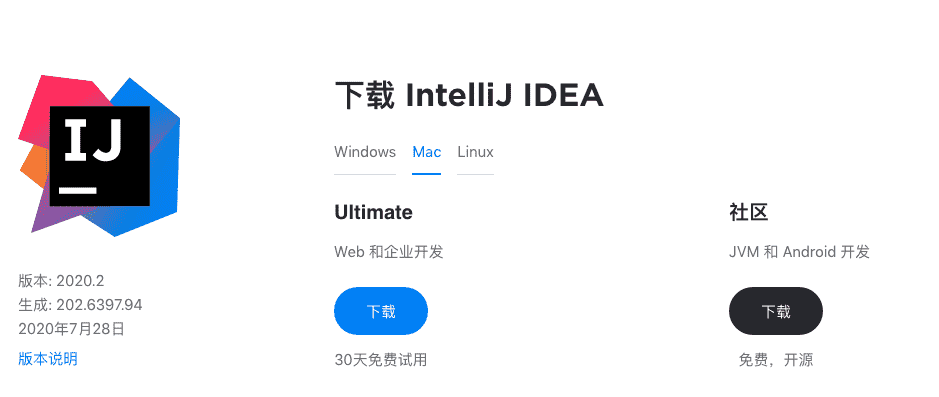 IJ
版本: 2020.2
生成: 202.6397.94
2020年7月28日
版本说明
下载 IntelliJ IDEA
Windows Mac Linux
Ultimate
Web 和企业开发
下载
30天免费试用
社区
JVM 和 Android 开发
下载
免费，开源